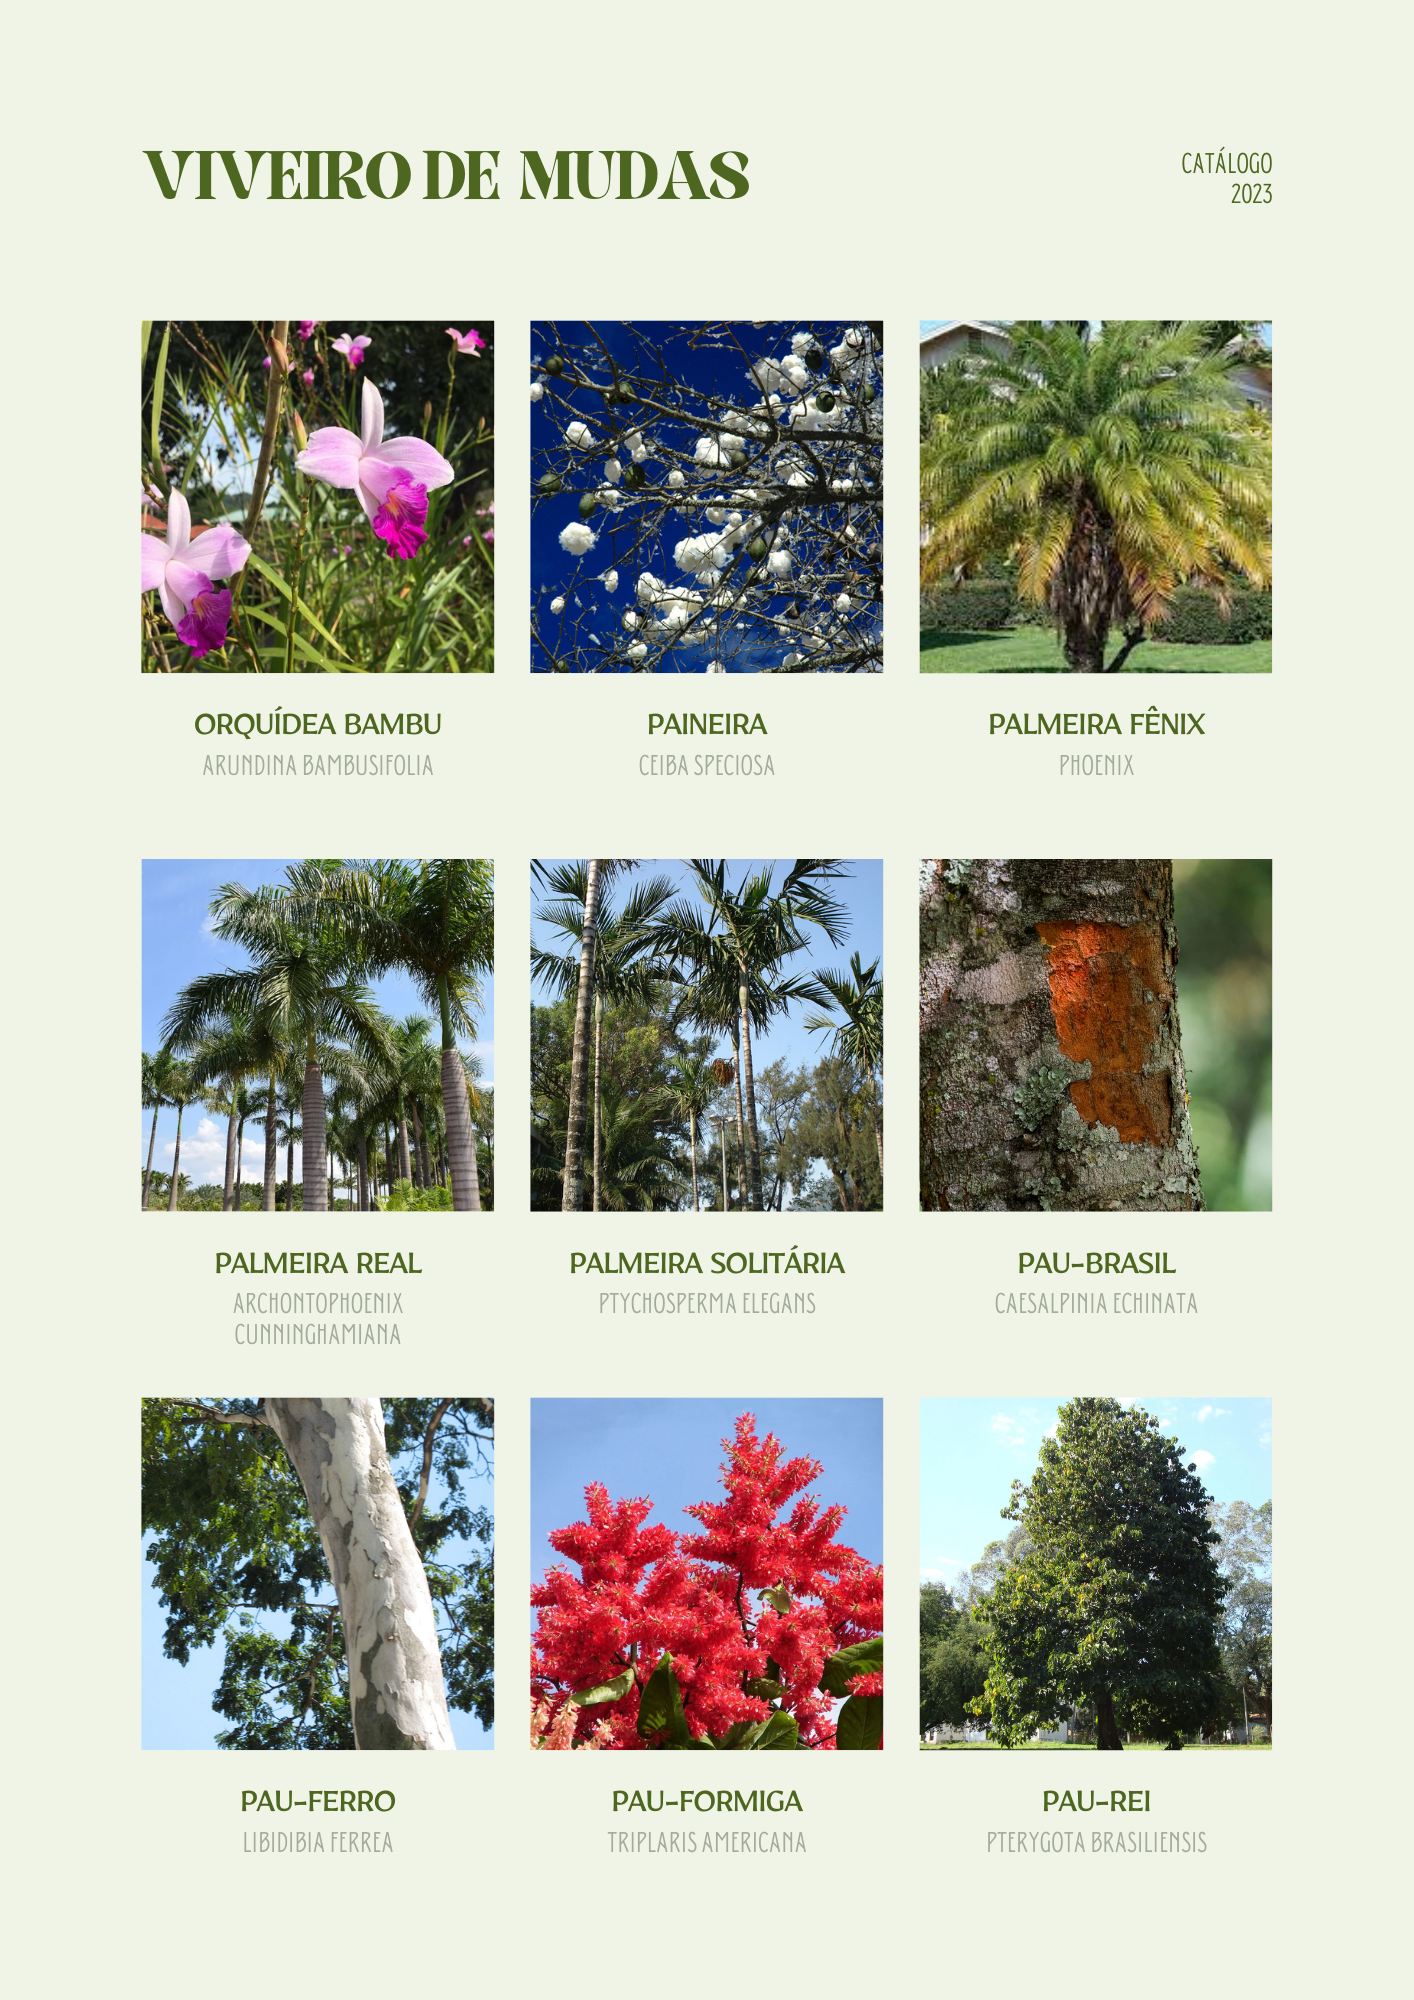 VIVEIRO DE MUDAS
CATÁLOGO
2023
ORQUÍDEA BAMBU
ARUNDINA BAMBUSIFOLIA
PAINEIRA
CEIBA SPECIOSA
PALMEIRA FÊNIX
PHOENIX
PALMEIRA REAL
ARCHONTOPHOENIX
CUNNINGHAMIANA
PALMEIRA SOLITÁRIA
PTYCHOSPERMA ELEGANS
PAU-BRASIL
CAESALPINIA ECHINATA
PAU-FERRO
LIBIDIBIA FERREA
PAU-FORMIGA
TRIPLARIS AMERICANA
PAU-REI
PTERYGOTA BRASILIENSIS